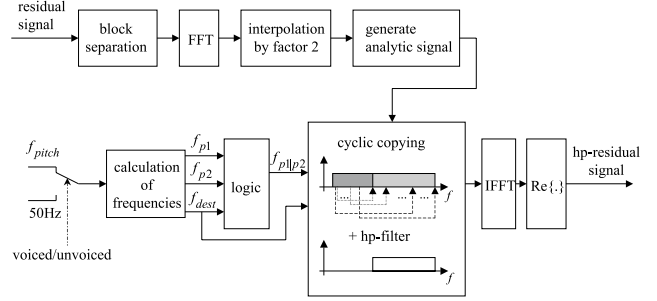 residual
signal
block
separation
FFT
interpolation
by factor 2
generate
analytic signal
f_pitch
50Hz
voiced/unvoiced
calculation
of
frequencies
f_p1
f_p2
f_dest
logic
f_p1|p2
cyclic copying
f
...
...
...
...
+ hp-filter
f
IFFT
Re{.}
hp-residual
signal